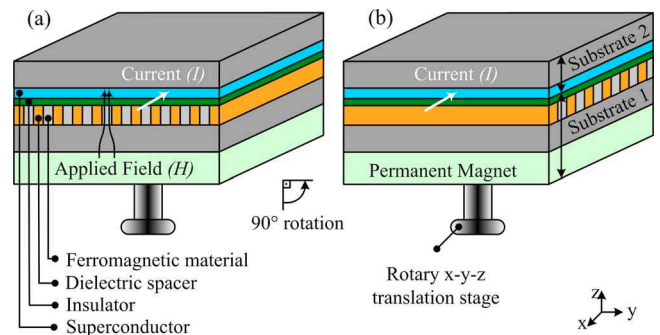 (a)
Current (I)
Applied Field (H)
Ferromagnetic material
Dielectric spacer
Insulator
Superconductor
90° rotation
(b)
Current (I)
Substrate 2
Substrate 1
Permanent Magnet
Rotary x-y-z
translation stage
z
y
x